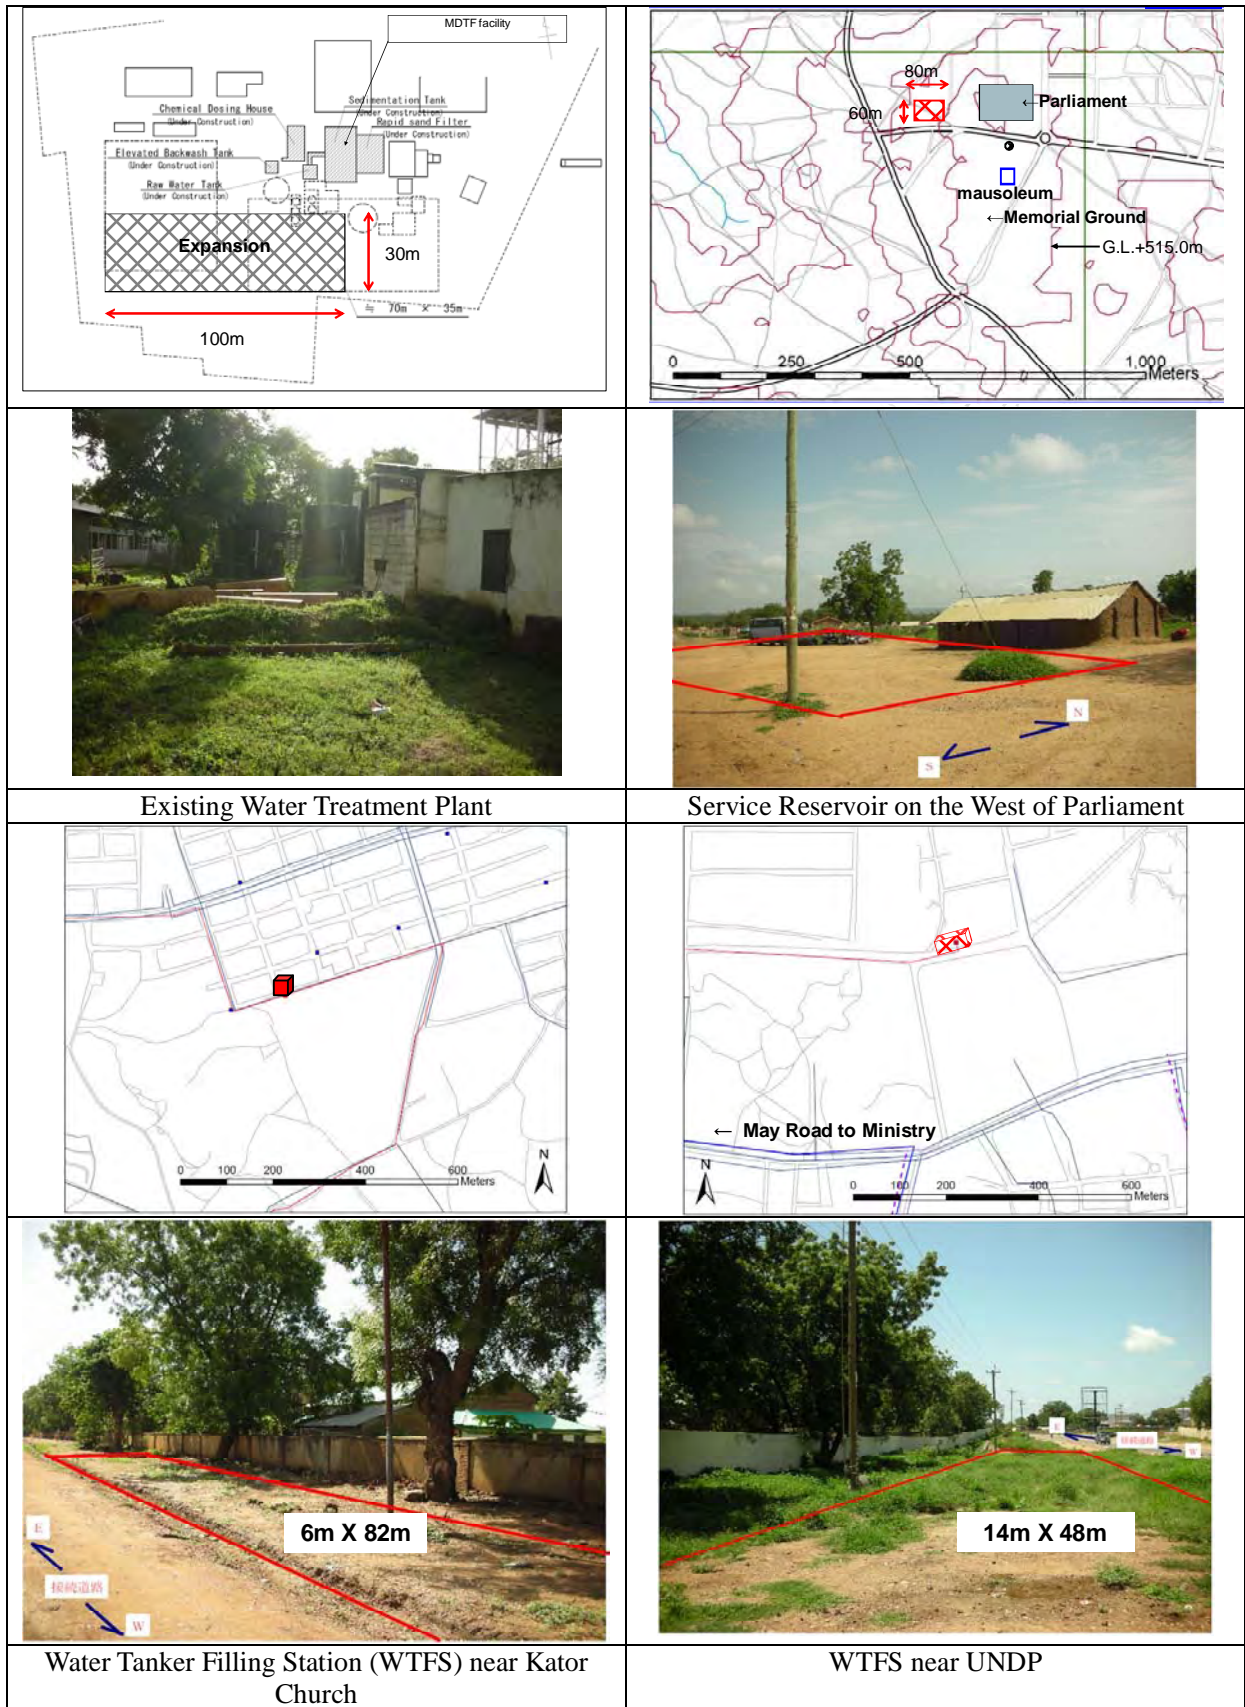 MDTF facility
Sedimentation Tank
(Under Construction)
Chemical Dosing House
(Under Construction)
Rapid sand Filter
(Under Construction)
Elevated Backwash Tank
(Under Construction)
Raw Water Tank
(Under Construction)
Expansion
30m
≒ 70m × 35m
100m
80m
60m
←Parliament
mausoleum
←Memorial Ground
G.L.+515.0m
0 250 500 1,000
Meters
N
S
Existing Water Treatment Plant
Service Reservoir on the West of Parliament
0 100 200 400 600
Meters
N
← May Road to Ministry
N
0 100 200 400 600
Meters
6m X 82m
E
接続道路
W
14m X 48m
E
接続道路
W
Water Tanker Filling Station (WTFS) near Kator
Church
WTFS near UNDP